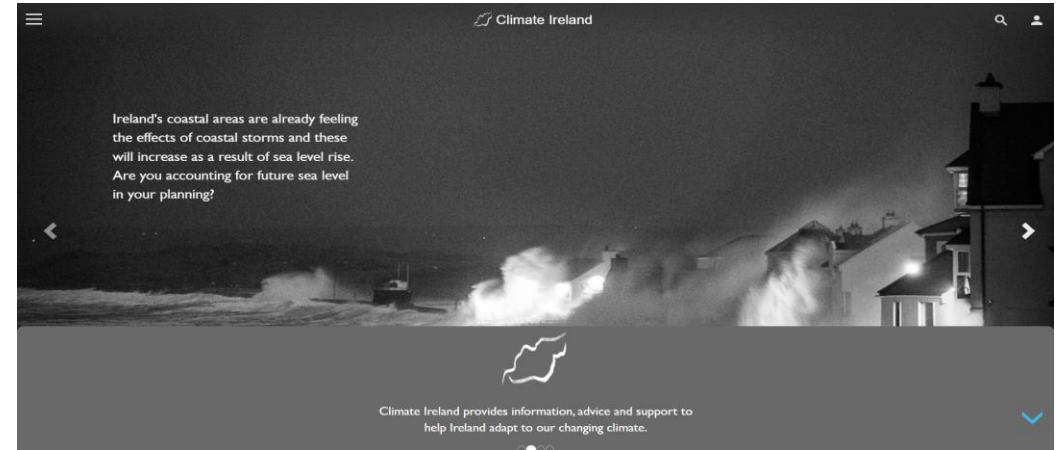 Climate Ireland
Ireland's coastal areas are already feeling
the effects of coastal storms and these
will increase as a result of sea level rise.
Are you accounting for future sea level
in your planning?
Climate Ireland provides information, advice and support to
help Ireland adapt to our changing climate.